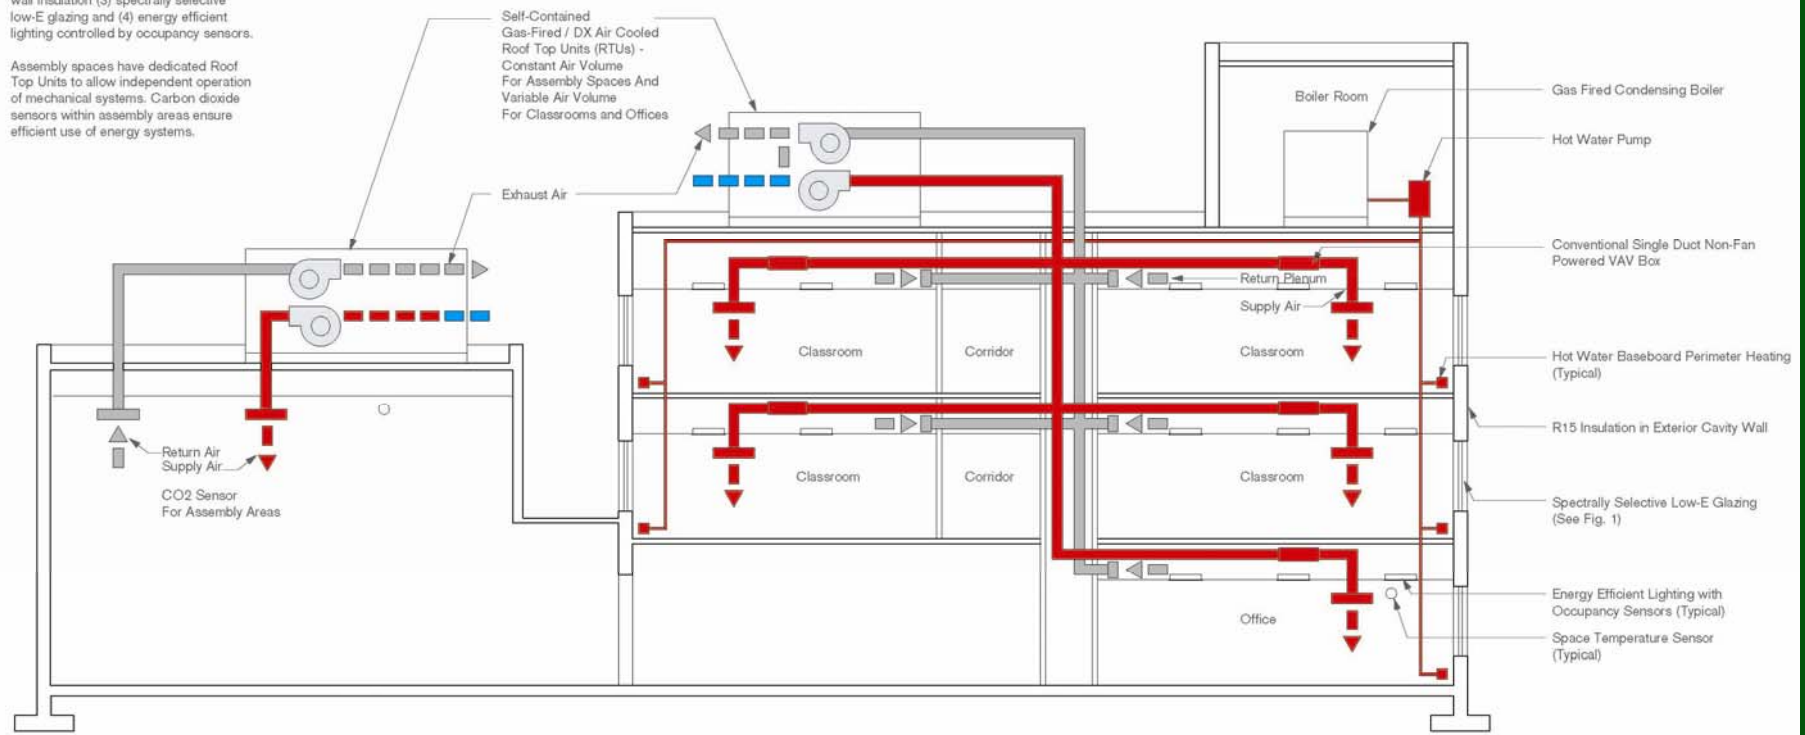 wall insulation (3) spectrally selective
low-E glazing and (4) energy efficient
lighting controlled by occupancy sensors.
Assembly spaces have dedicated Roof
Top Units to allow independent operation
of mechanical systems. Carbon dioxide
sensors within assembly areas ensure
efficient use of energy systems.
Self-Contained
Gas-Fired / DX Air Cooled
Roof Top Units (RTUs) -
Constant Air Volume
For Assembly Spaces And
Variable Air Volume
For Classrooms and Offices
Exhaust Air
Boiler Room
Gas Fired Condensing Boiler
Hot Water Pump
Conventional Single Duct Non-Fan
Powered VAV Box
Return Plenum
Supply Air
Classroom
Corridor
Classroom
Hot Water Baseboard Perimeter Heating
(Typical)
R15 Insulation in Exterior Cavity Wall
Return Air
Supply Air
CO2 Sensor
For Assembly Areas
Classroom
Corridor
Classroom
Spectrally Selective Low-E Glazing
(See Fig. 1)
Energy Efficient Lighting with
Occupancy Sensors (Typical)
Office
Space Temperature Sensor
(Typical)